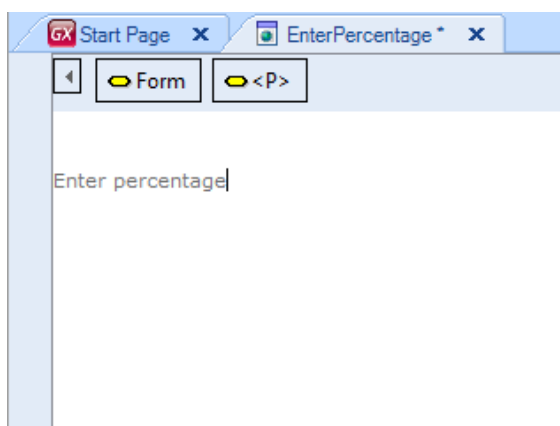 GX Start Page x EnterPercentage * x
Form <P>
Enter percentage